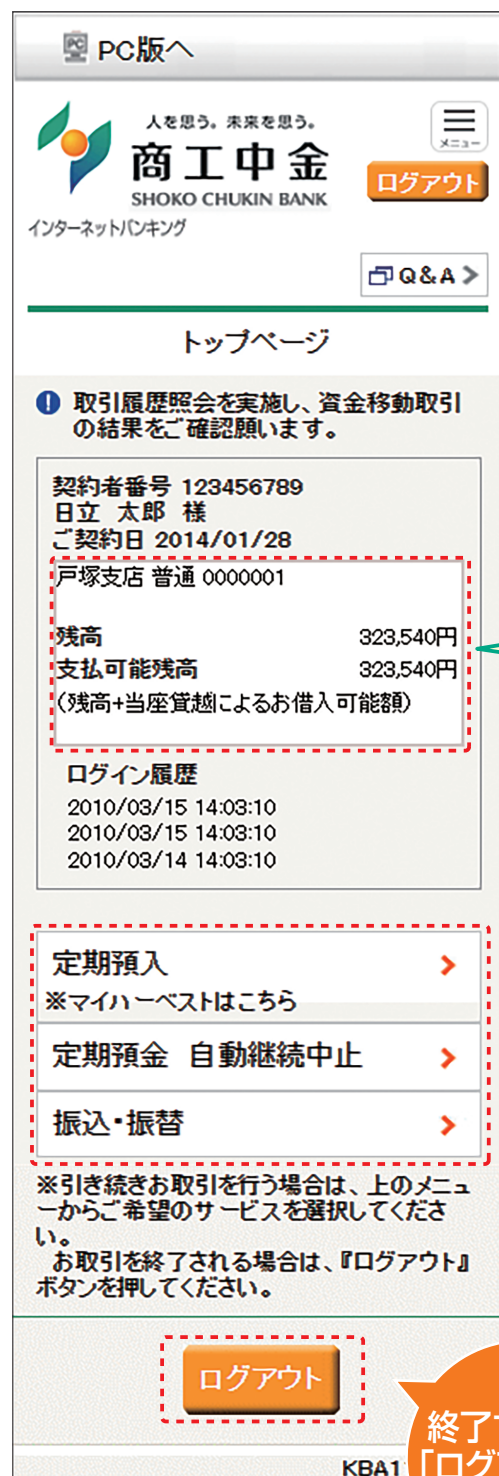 PC版へ
人を思う。未来を思う。
商工中金
SHOKO CHUKIN BANK
インターネットバンキング
メニュー
ログアウト
Q&A
トップページ
取引履歴照会を実施し、資金移動取引
の結果をご確認願います。
契約者番号 123456789
日立 太郎 様
ご契約日 2014/01/28
戸塚支店 普通 0000001
残高 323,540円
支払可能残高 323,540円
(残高+当座貸越によるお借入可能額)
ログイン履歴
2010/03/15 14:03:10
2010/03/15 14:03:10
2010/03/14 14:03:10
定期預入
※マイハーベストはこちら
定期預金 自動継続中止
振込・振替
※引き続きお取引を行う場合は、上のメニュ
ーからご希望のサービスを選択してくださ
い。
お取引を終了される場合は、『ログアウト』
ボタンを押してください。
ログアウト
終了
「ログ
KBA1